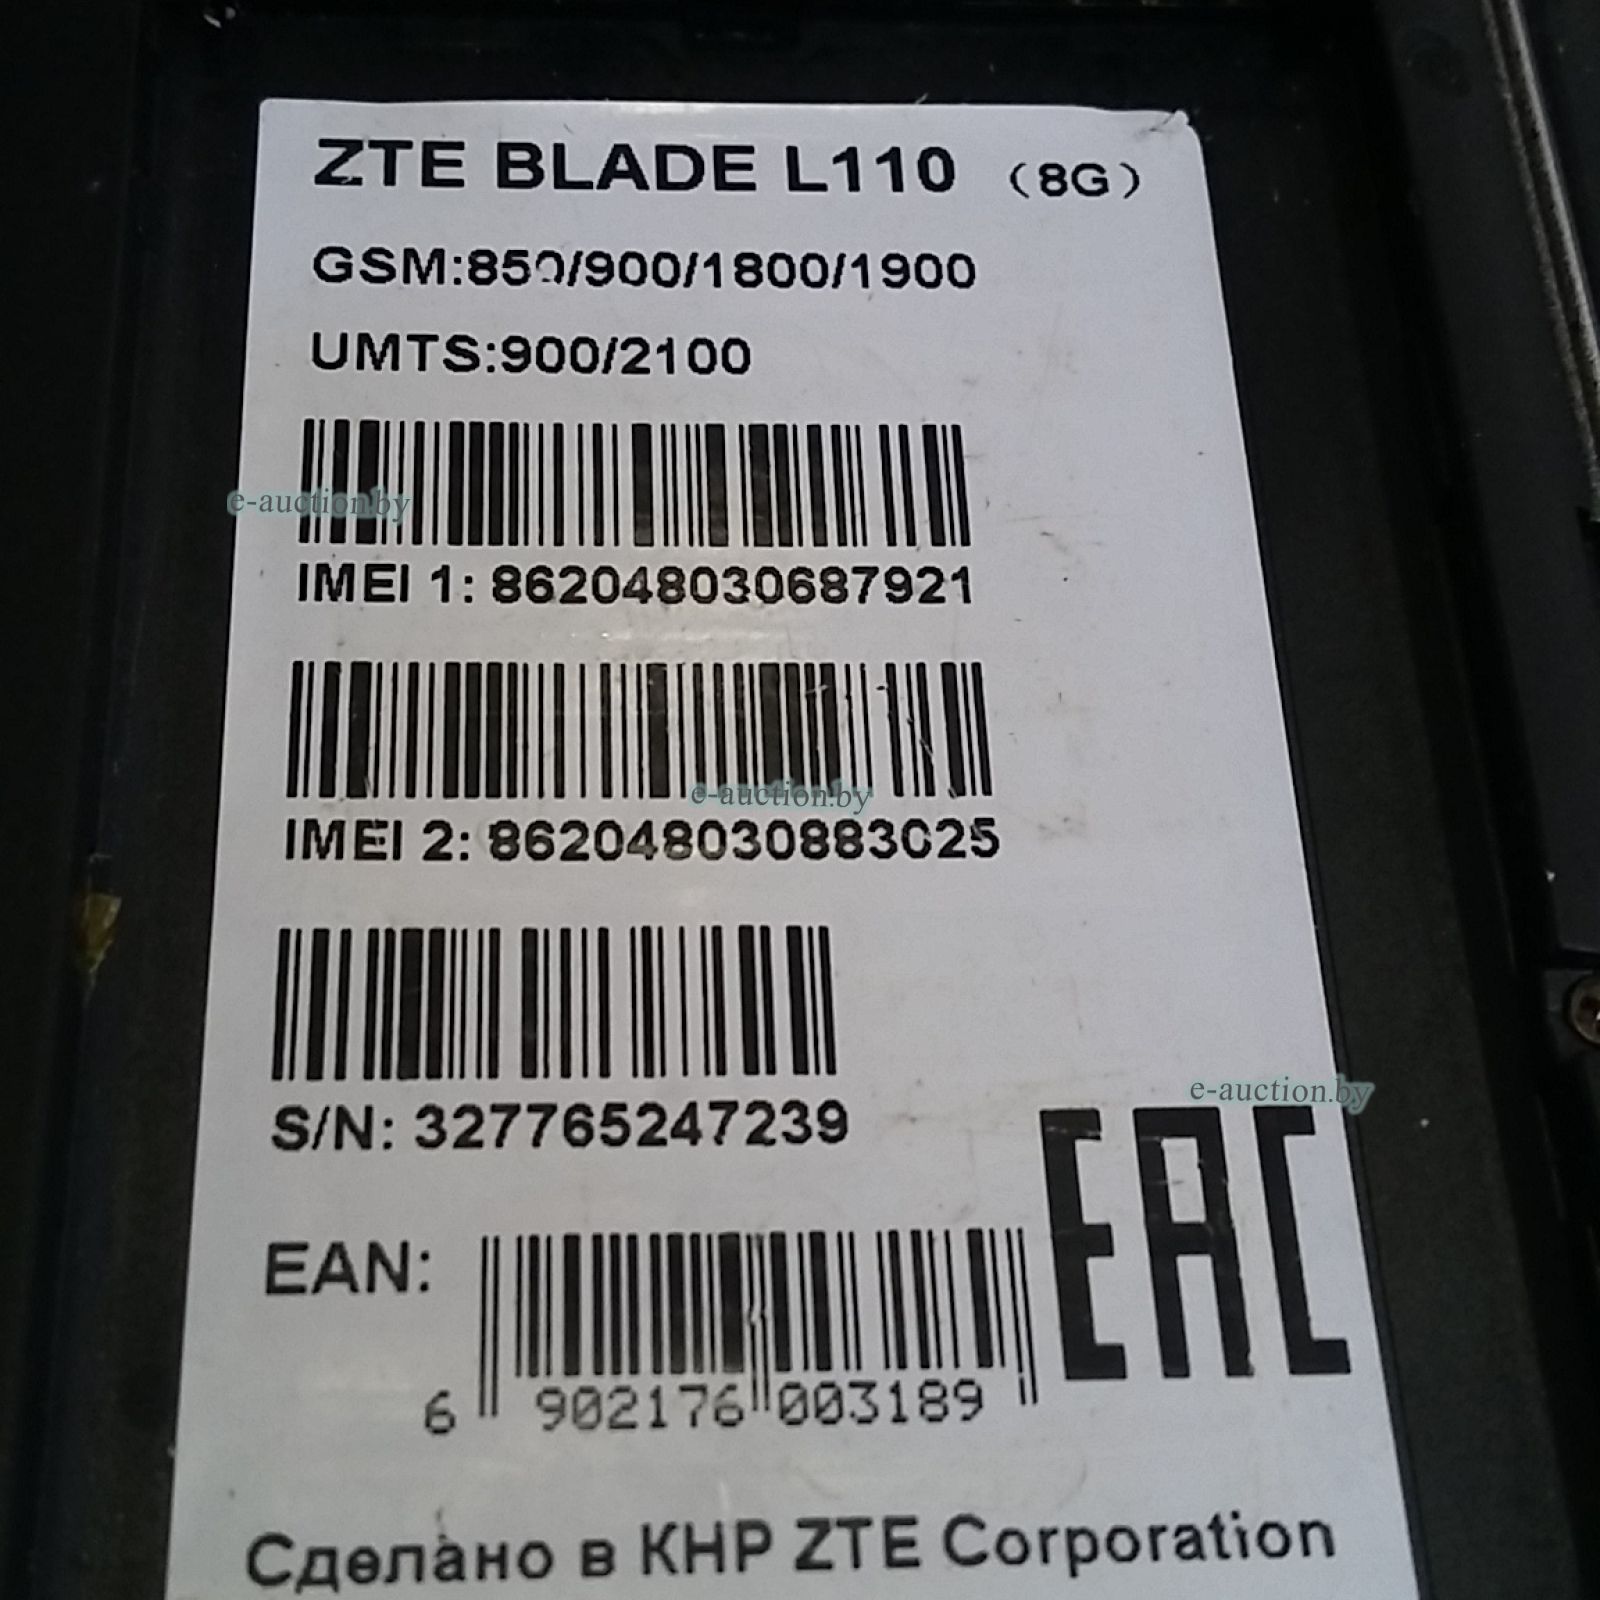 ZTE BLADE L110 (8G)
GSM:850/900/1800/1900
UMTS:900/2100
e-auction.by
IMEI 1: 862048030687921
e-auction.by
IMEI 2: 862048030883025
S/N: 327765247239
e-auction.by
EAC
EAN:
6 902176 003189
Сделано в КНР ZTE Corporation